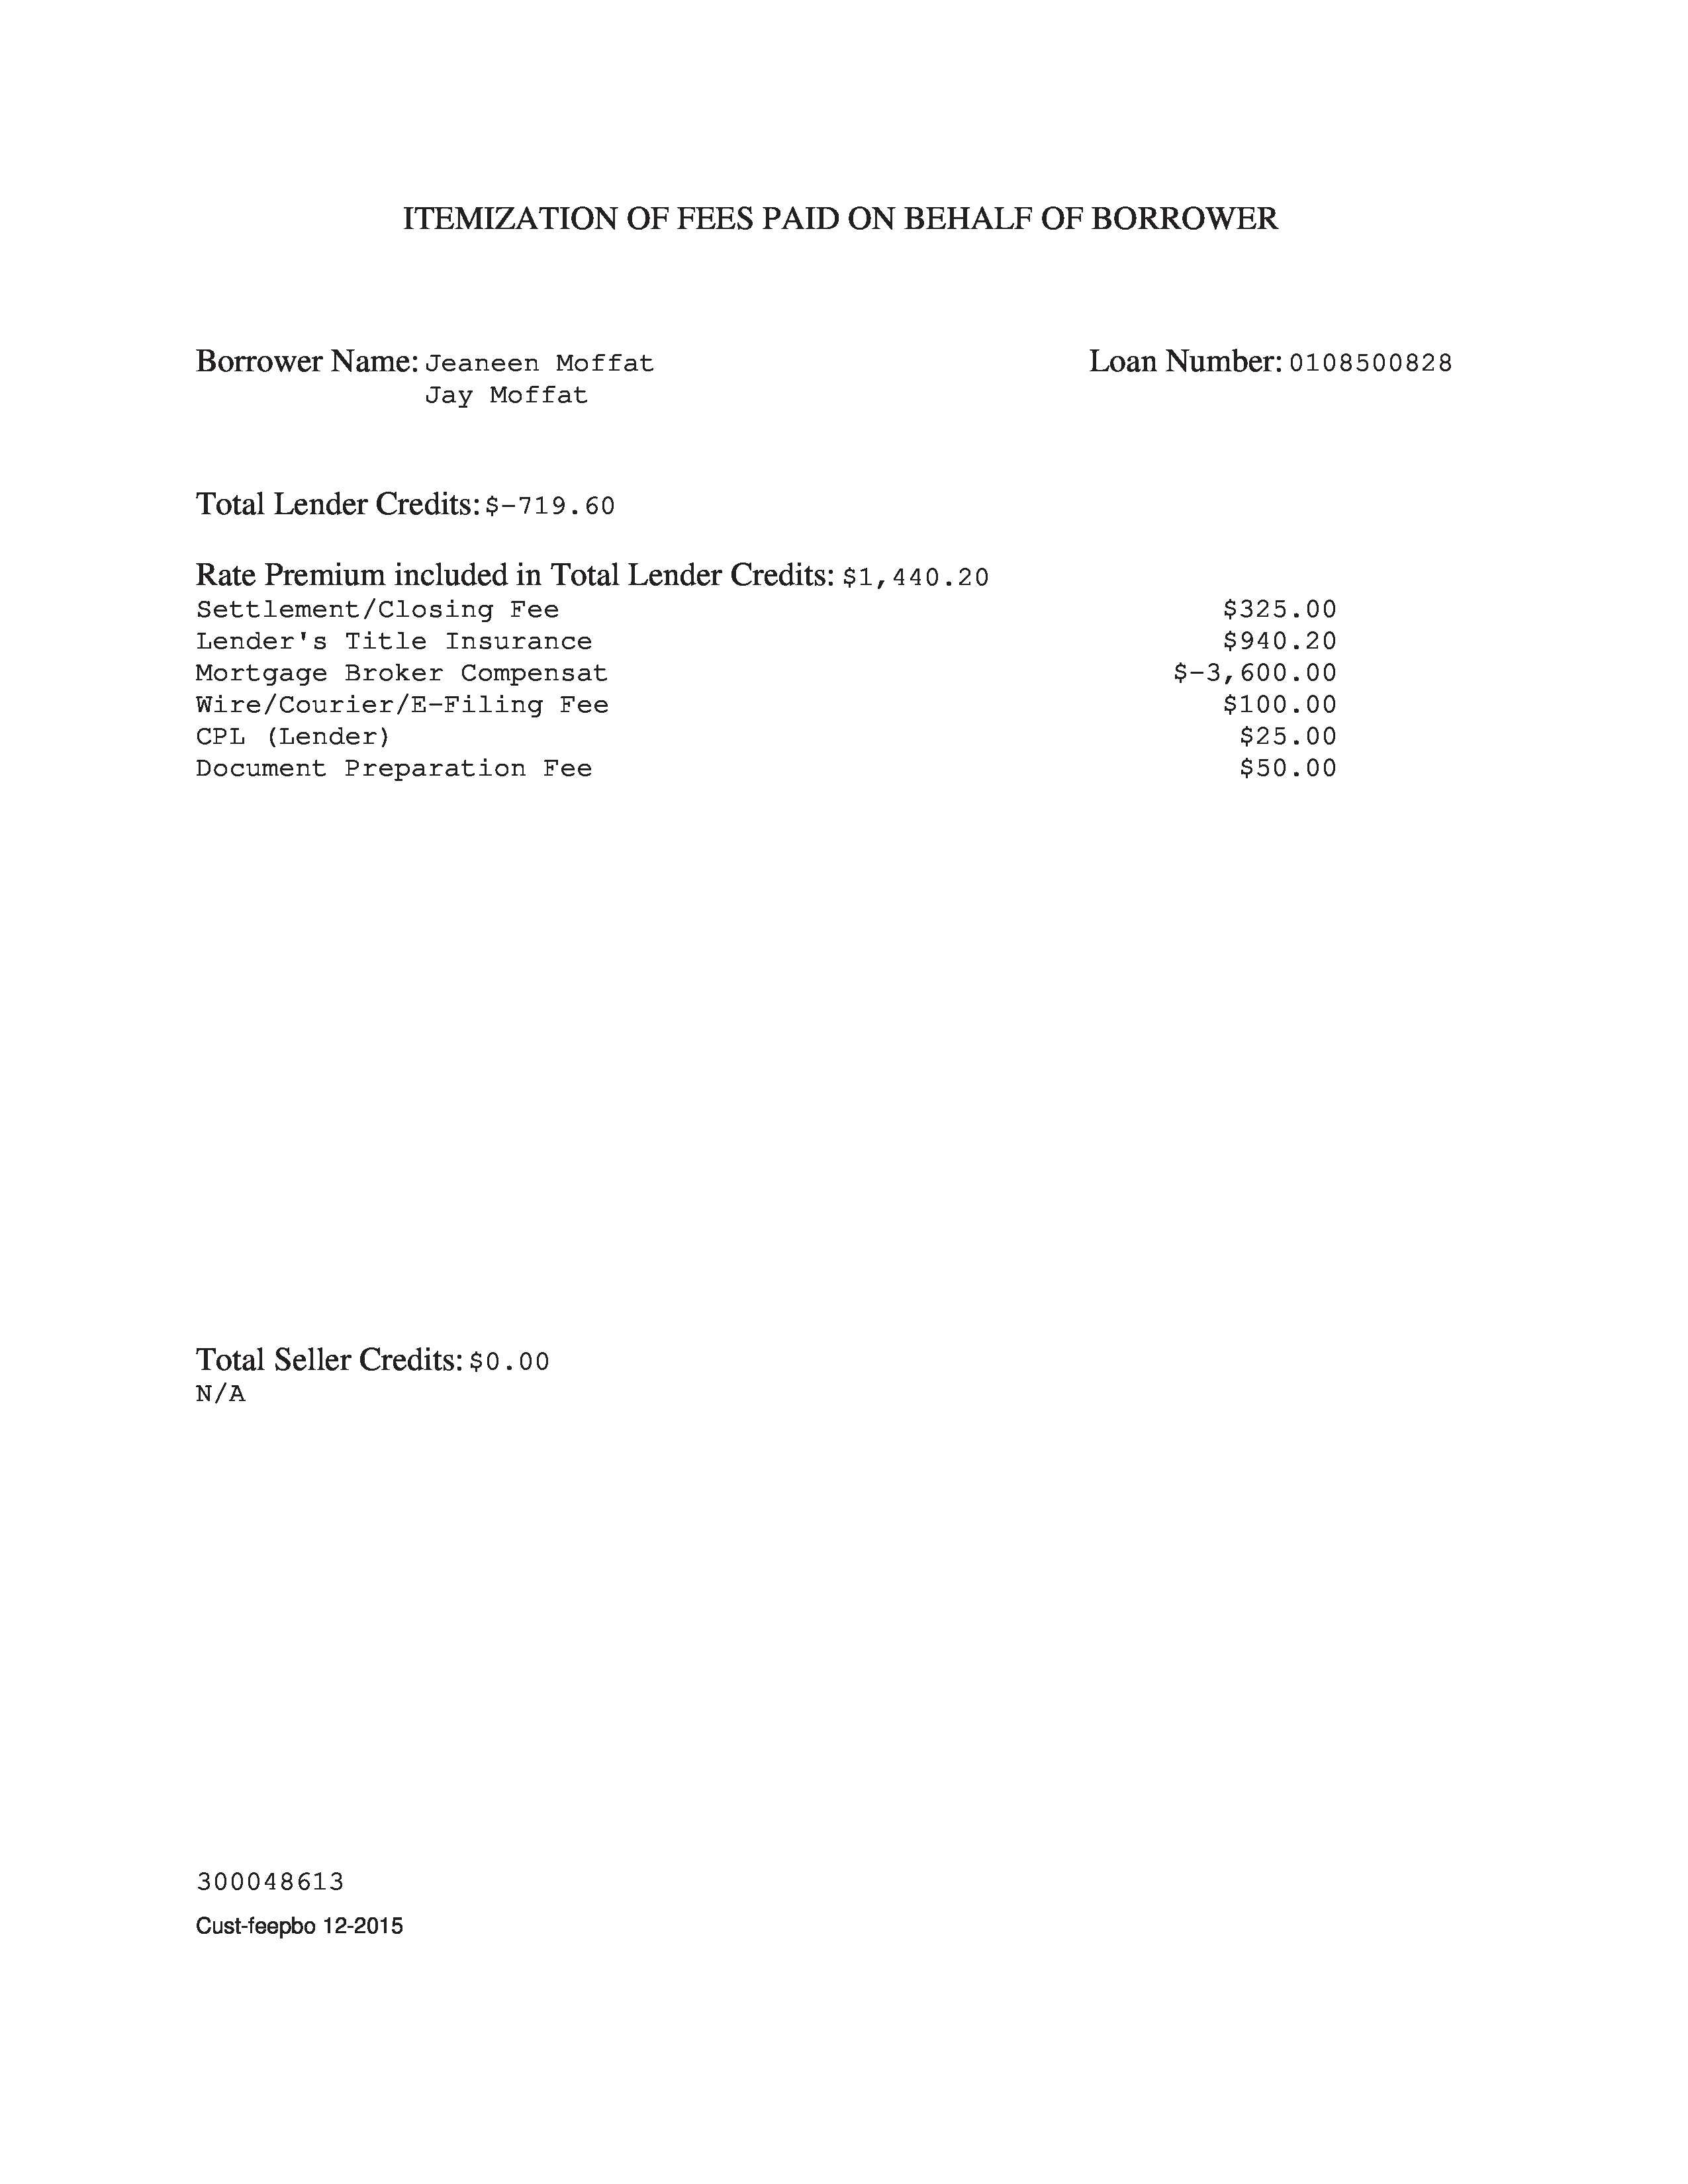 ITEMIZATION OF FEES PAID ON BEHALF OF BORROWER
Borrower Name: Jeaneen Moffat Loan Number: 0108500828
Jay Moffat
Total Lender Credits: $-719.60
Rate Premium included in Total Lender Credits: $1,440.20
Settlement/Closing Fee $325.00
Lender's Title Insurance $940.20
Mortgage Broker Compensat $-3,600.00
Wire/Courier/E-Filing Fee $100.00
CPL (Lender) $25.00
Document Preparation Fee $50.00
Total Seller Credits: $0.00
N/A
300048613
Cust-feepbo 12-2015